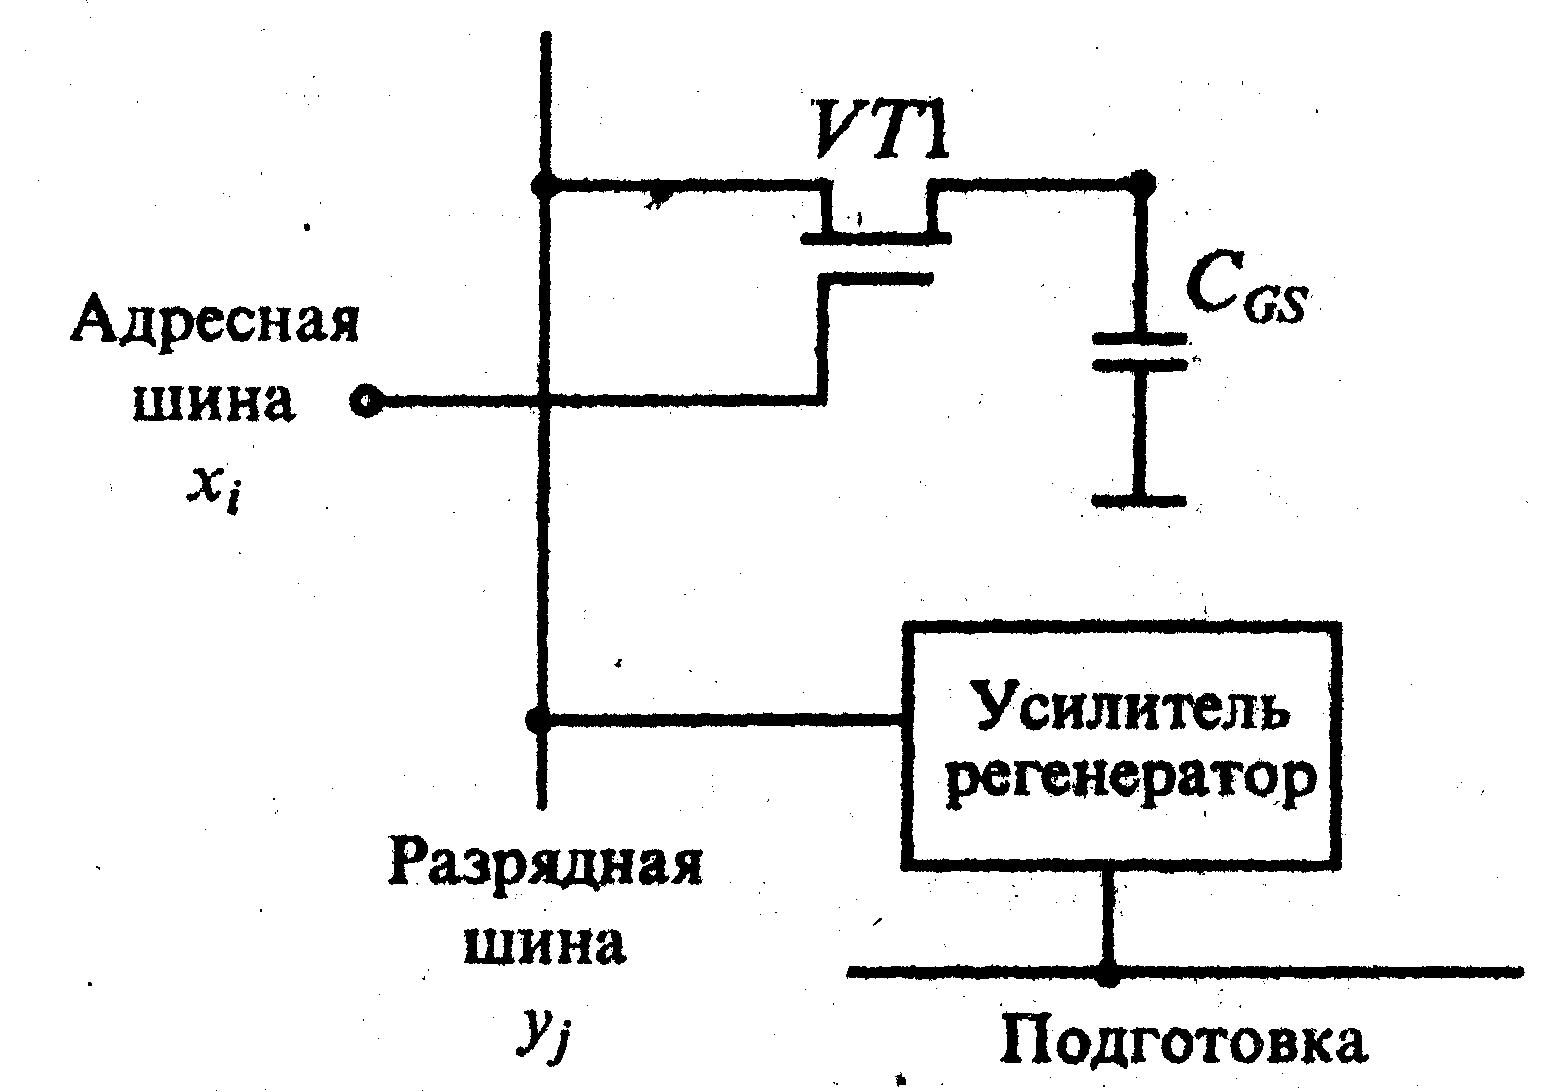 VT1
C_GS
Адресная
шина
x_i
Усилитель
регенератор
Разрядная
шина
y_j
Подготовка